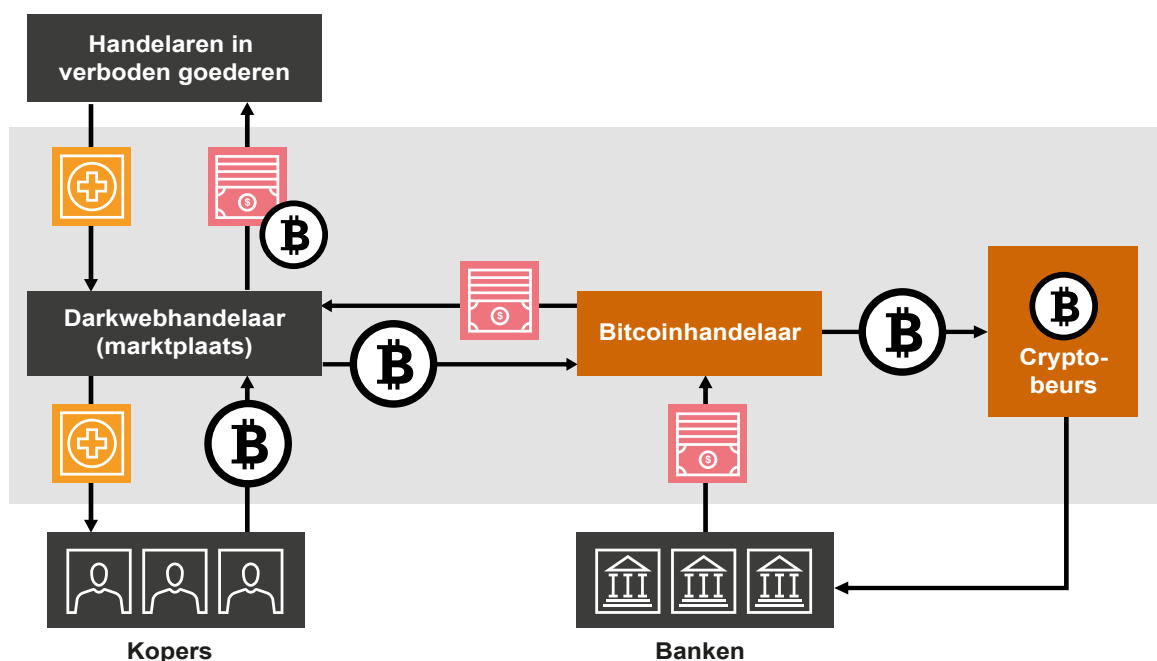 Handelaren in
verboden goederen
Darkwebhandelaar
(marktplaats)
Bitcoinhandelaar
Crypto-
beurs
Kopers
Banken